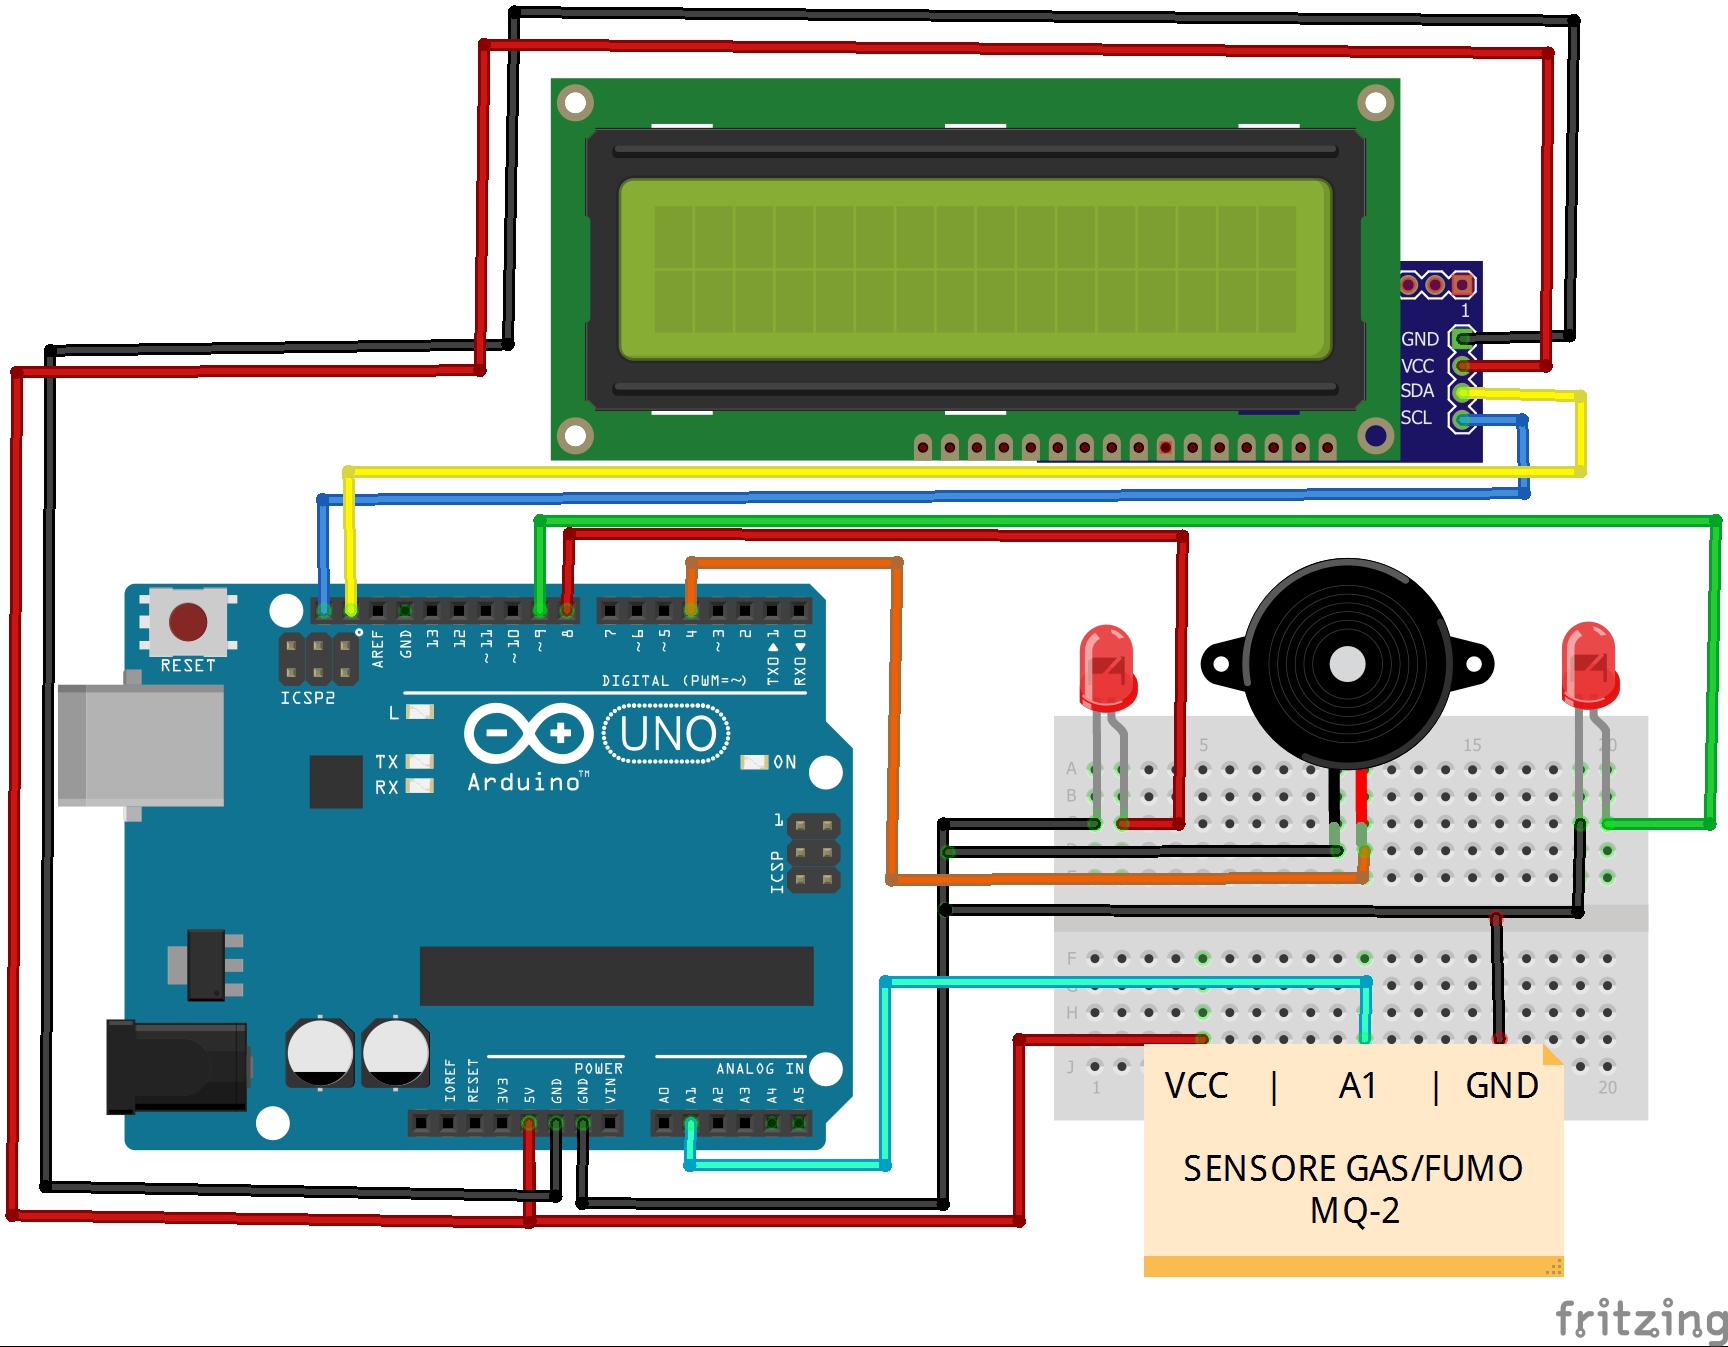 1
GND
VCC
SDA
SCL
RESET
ICSP2
AREF
GND
13
12
~11
~10
~9
8
7
~6
~5
4
~3
2
TX0▶1
RX0◀0
DIGITAL (PWM=~)
L
TX
RX
UNO
Arduino™
ON
1
ICSP
IOREF
RESET
3V3
5V
GND
GND
VIN
POWER
ANALOG IN
A0
A1
A2
A3
A4
A5
5
15
20
A
B
F
H
J
1
20
VCC | A1 | GND
SENSORE GAS/FUMO
MQ-2
fritzing